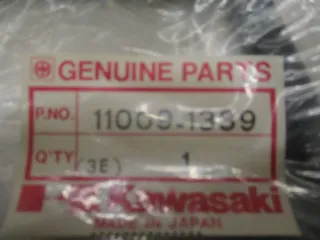 GENUINE PARTS
P.NO. 11009-1339
Q'TY (3E) 1
Kawasaki
MADE IN JAPAN